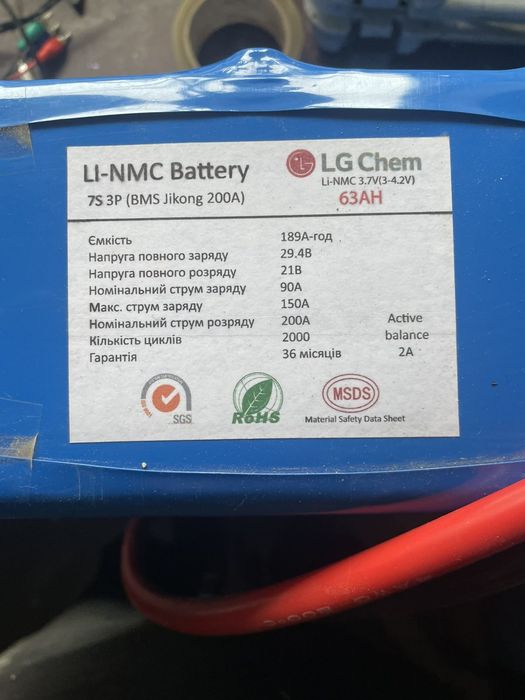 LI-NMC Battery
7S 3P (BMS Jikong 200A)
LG Chem
Li-NMC 3.7V(3-4.2V)
63AH
Ємкість 189А-год
Напруга повного заряду 29.4В
Напруга повного розряду 21В
Номінальний струм заряду 90А
Макс. струм заряду 150А
Номінальний струм розряду 200А Active
Кількість циклів 2000 balance
Гарантія 36 місяців 2A
SGS
RoHS
MSDS
Material Safety Data Sheet